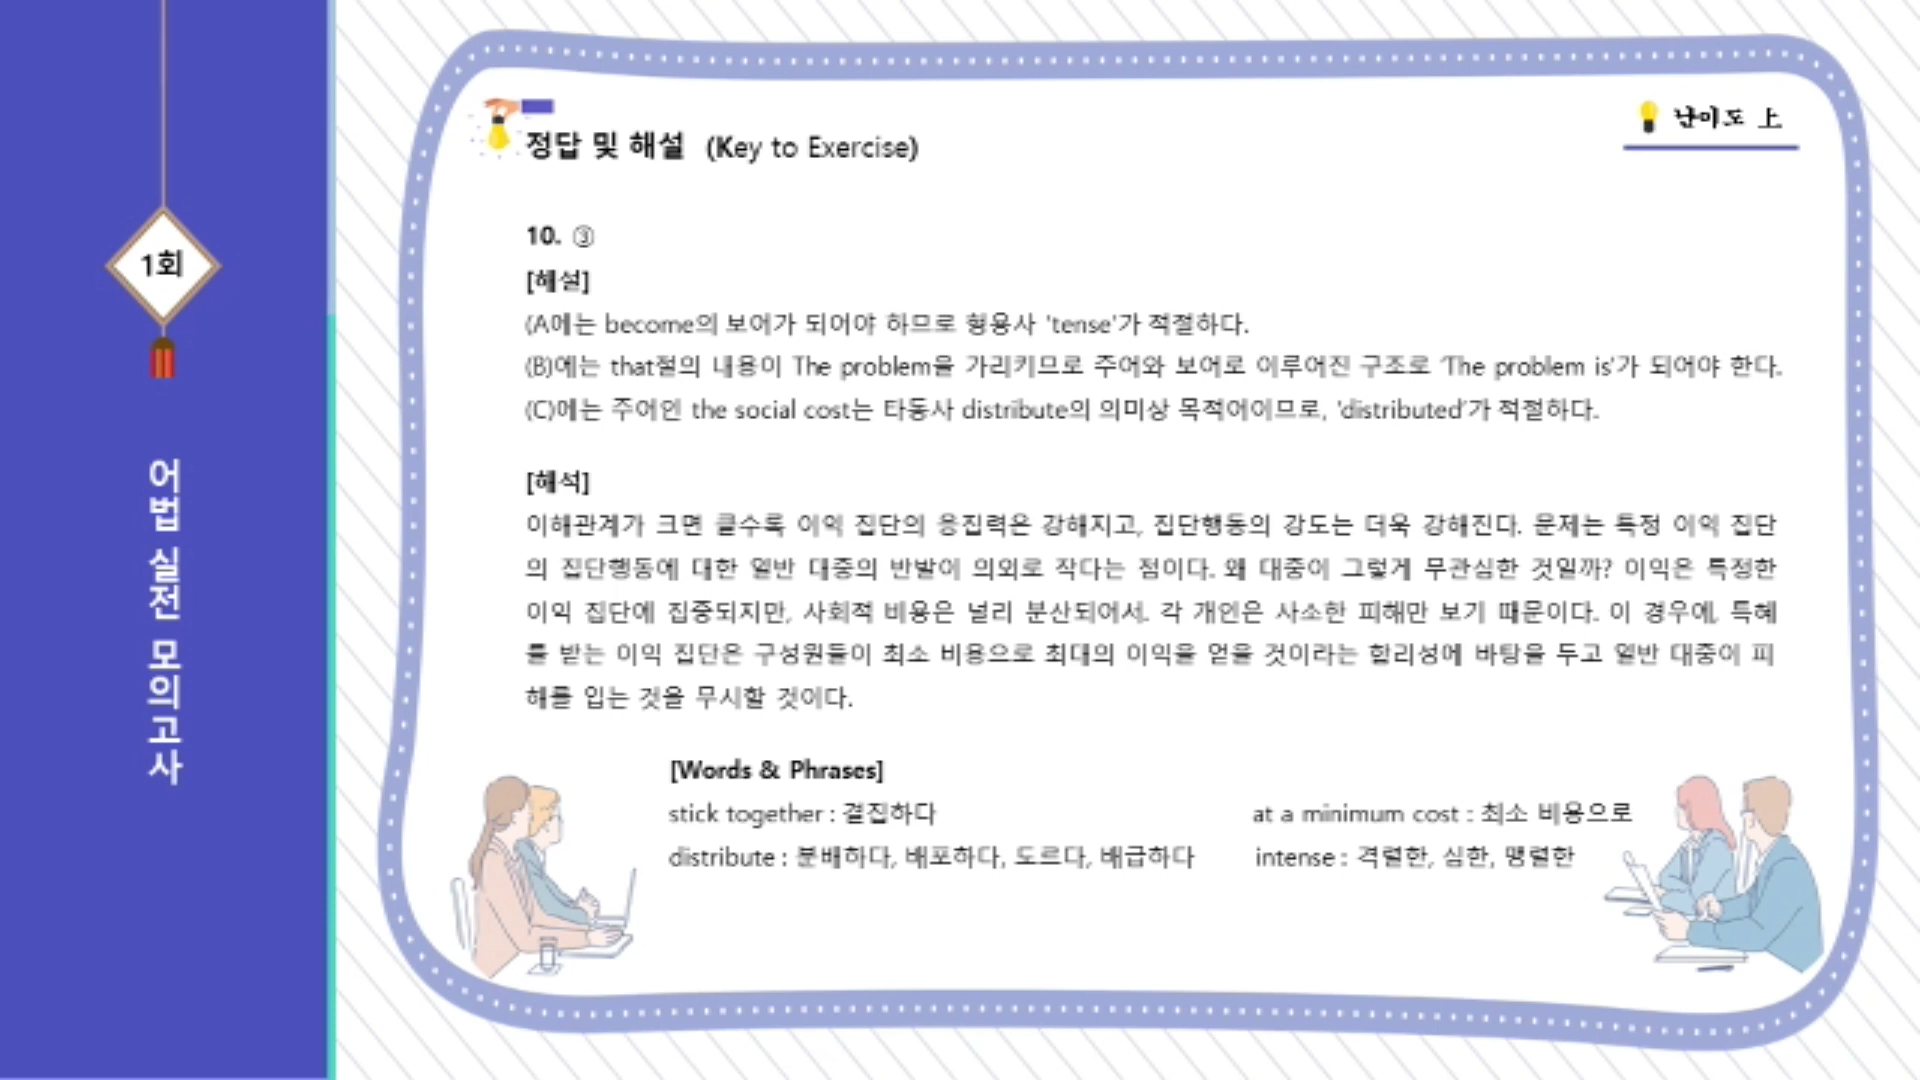 1회
어법 실전 모의고사
난이도 上
정답 및 해설 (Key to Exercise)
10. ③
[해설]
(A에는 become의 보어가 되어야 하므로 형용사 'tense'가 적절하다.
(B)에는 that절의 내용이 The problem을 가리키므로 주어와 보어로 이루어진 구조로 'The problem is'가 되어야 한다.
(C)에는 주어인 the social cost는 타동사 distribute의 의미상 목적어이므로, 'distributed'가 적절하다.
[해석]
이해관계가 크면 클수록 이익 집단의 응집력은 강해지고, 집단행동의 강도는 더욱 강해진다. 문제는 특정 이익 집단
의 집단행동에 대한 일반 대중의 반발이 의외로 작다는 점이다. 왜 대중이 그렇게 무관심한 것일까? 이익은 특정한
이익 집단에 집중되지만, 사회적 비용은 널리 분산되어서. 각 개인은 사소한 피해만 보기 때문이다. 이 경우에, 특혜
를 받는 이익 집단은 구성원들이 최소 비용으로 최대의 이익을 얻을 것이라는 합리성에 바탕을 두고 일반 대중이 피
해를 입는 것을 무시할 것이다.
[Words & Phrases]
stick together : 결집하다 at a minimum cost : 최소 비용으로
distribute : 분배하다, 배포하다, 도르다, 배급하다 intense : 격렬한, 심한, 맹렬한